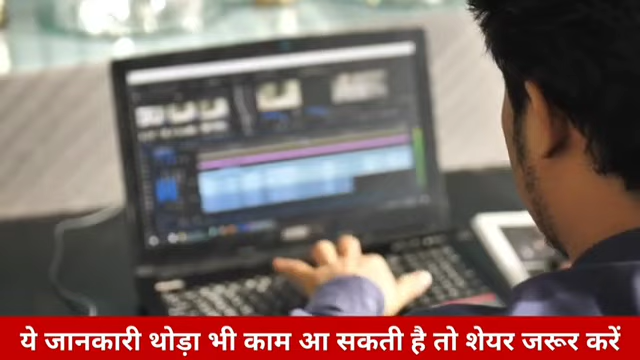 ये जानकारी थोड़ा भी काम आ सकती है तो शेयर जरूर करें